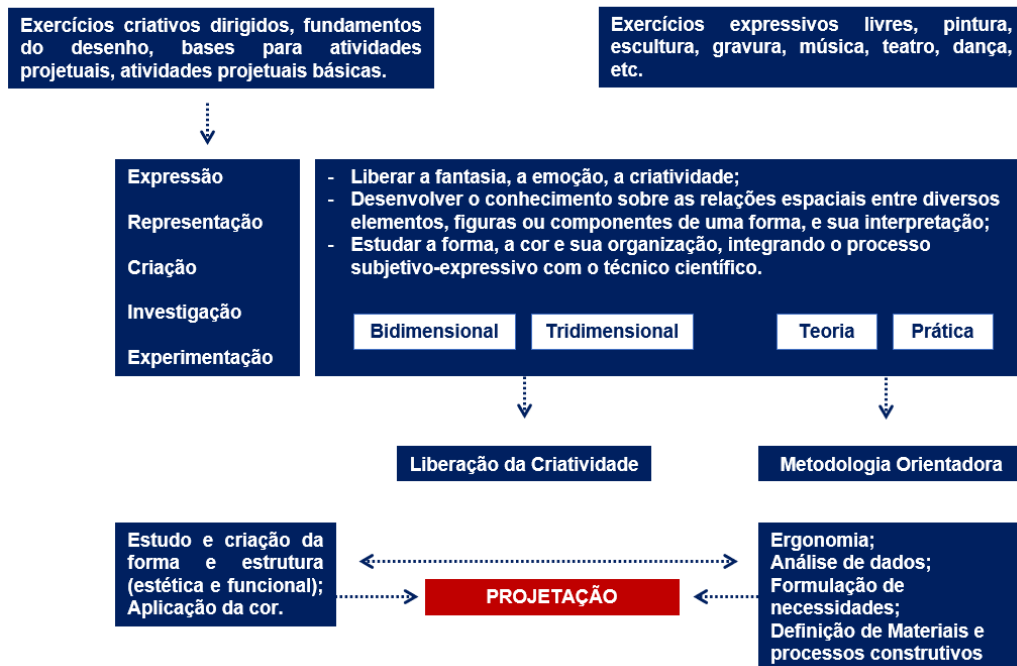 Exercícios criativos dirigidos, fundamentos
do desenho, bases para atividades
projetuais, atividades projetuais básicas.
Exercícios expressivos livres, pintura,
escultura, gravura, música, teatro, dança,
etc.
Expressão
Representação
Criação
Investigação
Experimentação
- Liberar a fantasia, a emoção, a criatividade;
- Desenvolver o conhecimento sobre as relações espaciais entre diversos
elementos, figuras ou componentes de uma forma, e sua interpretação;
- Estudar a forma, a cor e sua organização, integrando o processo
subjetivo-expressivo com o técnico científico.
Bidimensional
Tridimensional
Teoria
Prática
Liberação da Criatividade
Metodologia Orientadora
Estudo e criação da
forma e estrutura
(estética e funcional);
Aplicação da cor.
PROJETAÇÃO
Ergonomia;
Análise de dados;
Formulação de
necessidades;
Definição de Materiais e
processos construtivos